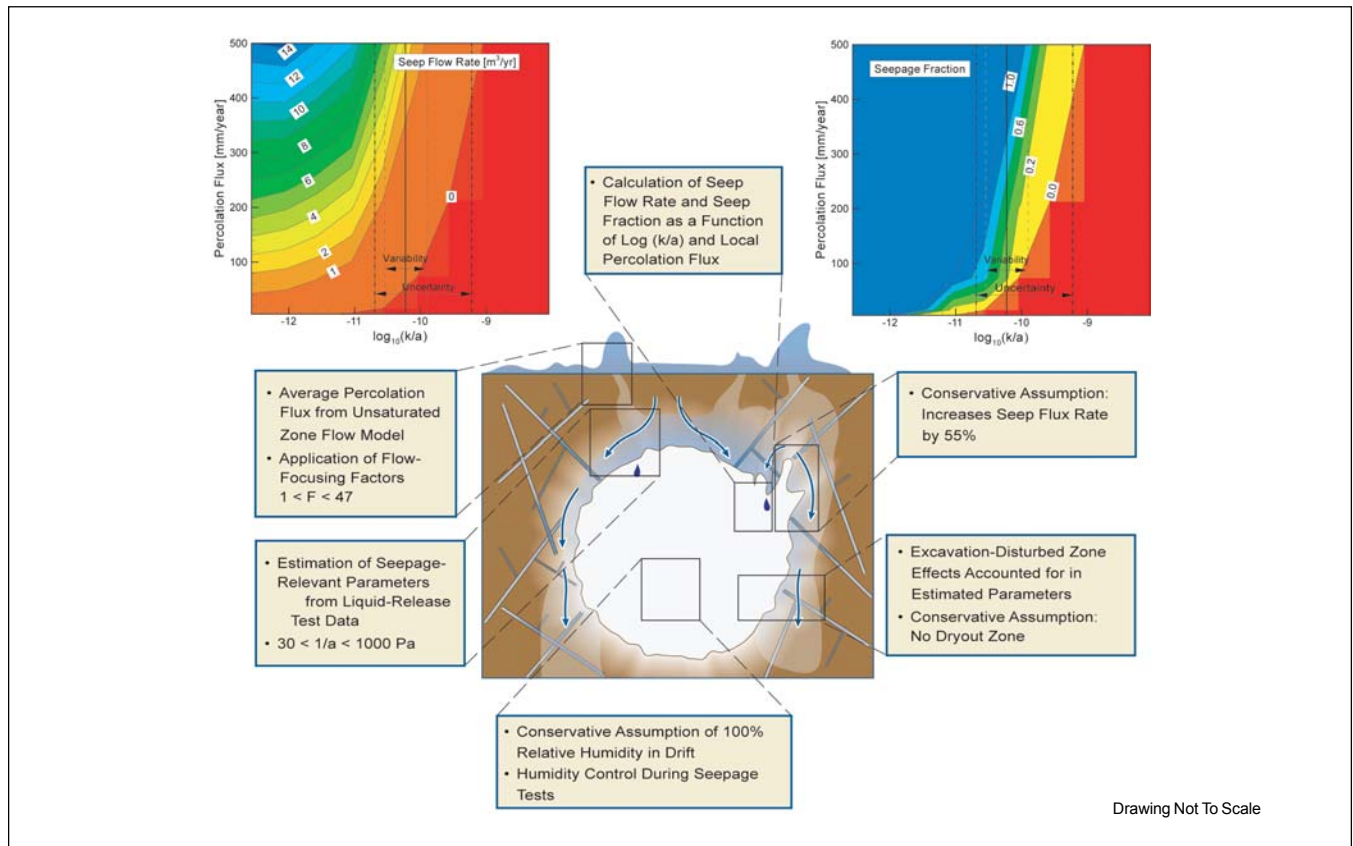 500
400
300
200
100
Percolation Flux [mm/year]
Seep Flow Rate [m³/yr]
14
12
10
8
6
4
2
1
0
Variability
Uncertainty
-12
-11
-10
-9
log₁₀(k/a)
500
400
300
200
100
Percolation Flux [mm/year]
Seepage Fraction
1.0
0.6
0.2
0.0
Variability
Uncertainty
-12
-11
-10
-9
log₁₀(k/a)
• Calculation of Seep
Flow Rate and Seep
Fraction as a Function
of Log (k/a) and Local
Percolation Flux
• Average Percolation
Flux from Unsaturated
Zone Flow Model
• Application of Flow-
Focusing Factors
1 < F < 47
• Conservative Assumption:
Increases Seep Flux Rate
by 55%
• Estimation of Seepage-
Relevant Parameters
from Liquid-Release
Test Data
• 30 < 1/a < 1000 Pa
• Excavation-Disturbed Zone
Effects Accounted for in
Estimated Parameters
• Conservative Assumption:
No Dryout Zone
• Conservative Assumption of 100%
Relative Humidity in Drift
• Humidity Control During Seepage
Tests
Drawing Not To Scale